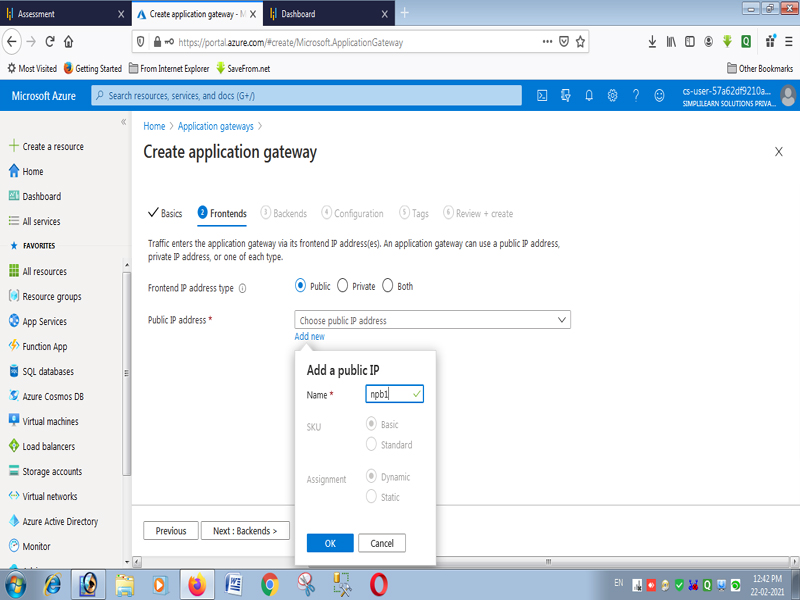 Assessment
Create application gateway - M
Dashboard
https://portal.azure.com/#create/Microsoft.ApplicationGateway
Most Visited
Getting Started
From Internet Explorer
SaveFrom.net
Other Bookmarks
Microsoft Azure
Search resources, services, and docs (G+/)
cs-user-57a62df9210a...
SIMPLILEARN SOLUTIONS PRIVA...
Create a resource
Home
Dashboard
All services
FAVORITES
All resources
Resource groups
App Services
Function App
SQL databases
Azure Cosmos DB
Virtual machines
Load balancers
Storage accounts
Virtual networks
Azure Active Directory
Monitor
Home > Application gateways >
Create application gateway
Basics
2 Frontends
3 Backends
4 Configuration
5 Tags
6 Review + create
Traffic enters the application gateway via its frontend IP address(es). An application gateway can use a public IP address,
private IP address, or one of each type.
Frontend IP address type
Public
Private
Both
Public IP address *
Choose public IP address
Add new
Add a public IP
Name *
npb1
SKU
Basic
Standard
Assignment
Dynamic
Static
OK
Cancel
Previous
Next : Backends >
EN
12:42 PM
22-02-2021